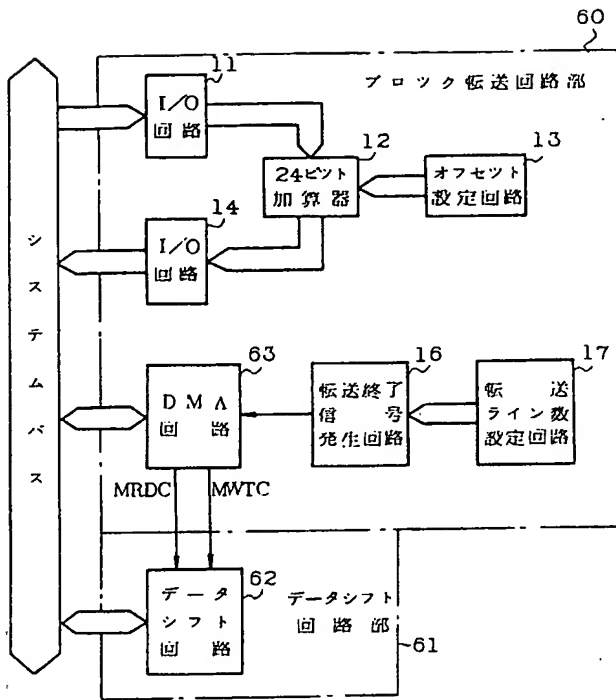 60
ブロック転送回路部
11
I/O
回路
12
24ビット
加算器
13
オフセット
設定回路
14
I/O
回路
システムバス
63
DMA
回路
16
転送終了
信号
発生回路
17
転送
ライン数
設定回路
MRDC
MWTC
62
データ
シフト
回路
データシフト
回路部
61